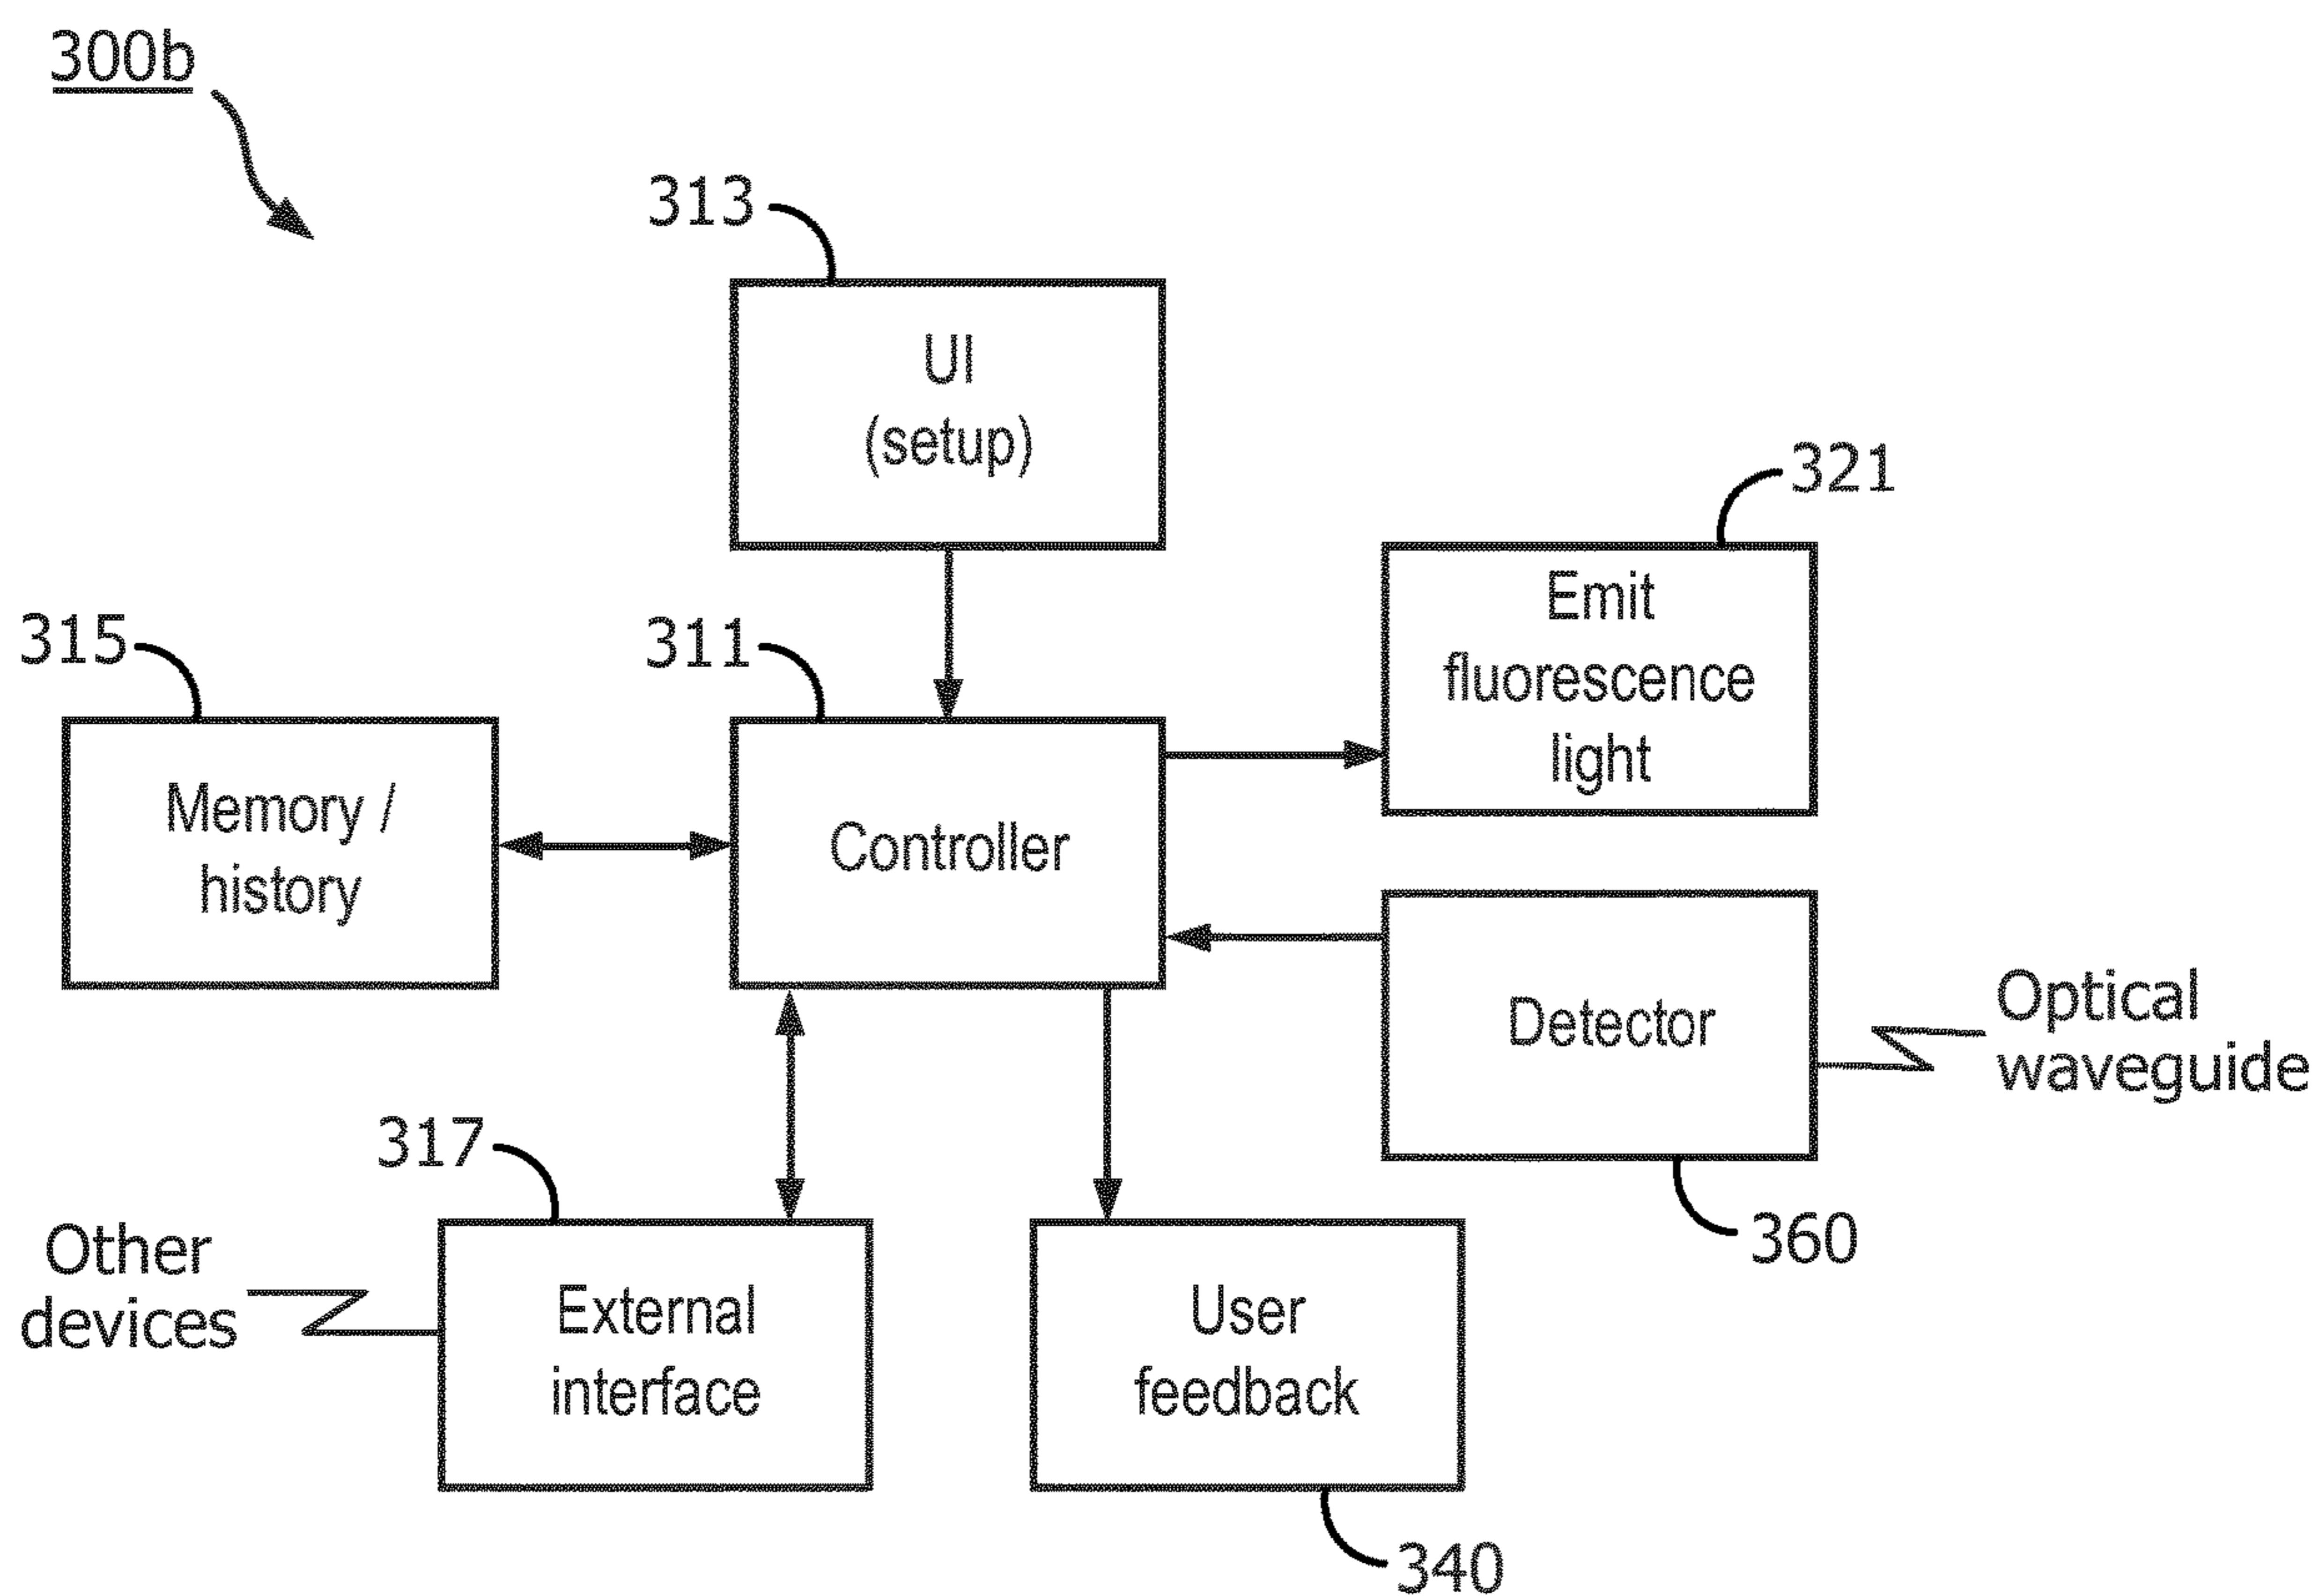 300b
313
UI
(setup)
321
Emit
fluorescence
light
315
311
Memory /
history
Controller
Detector
Optical
waveguide
317
360
Other
devices
External
interface
User
feedback
340